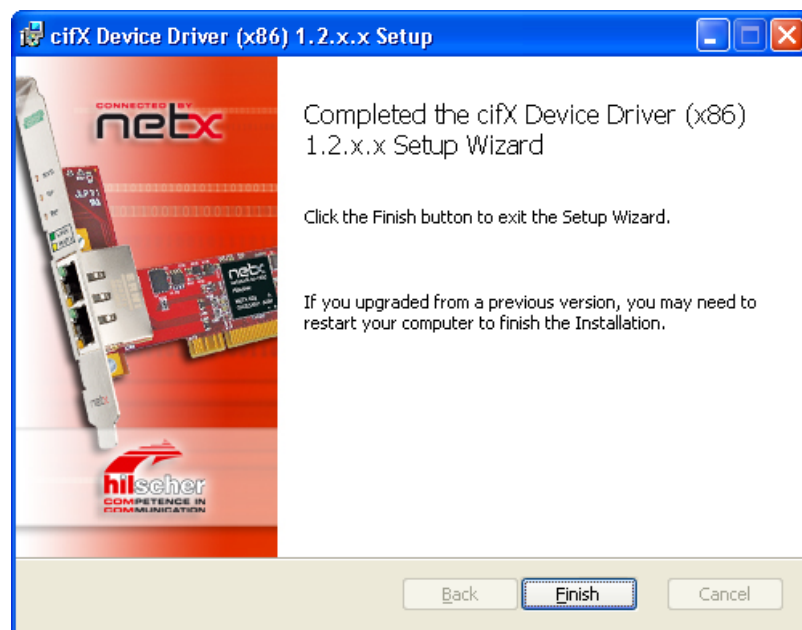 cifX Device Driver (x86) 1.2.x.x Setup
CONNECTED BY
netx
Completed the cifX Device Driver (x86)
1.2.x.x Setup Wizard
Click the Finish button to exit the Setup Wizard.
If you upgraded from a previous version, you may need to
restart your computer to finish the Installation.
netx
hilscher
COMPETENCE IN
COMMUNICATION
Back
Finish
Cancel